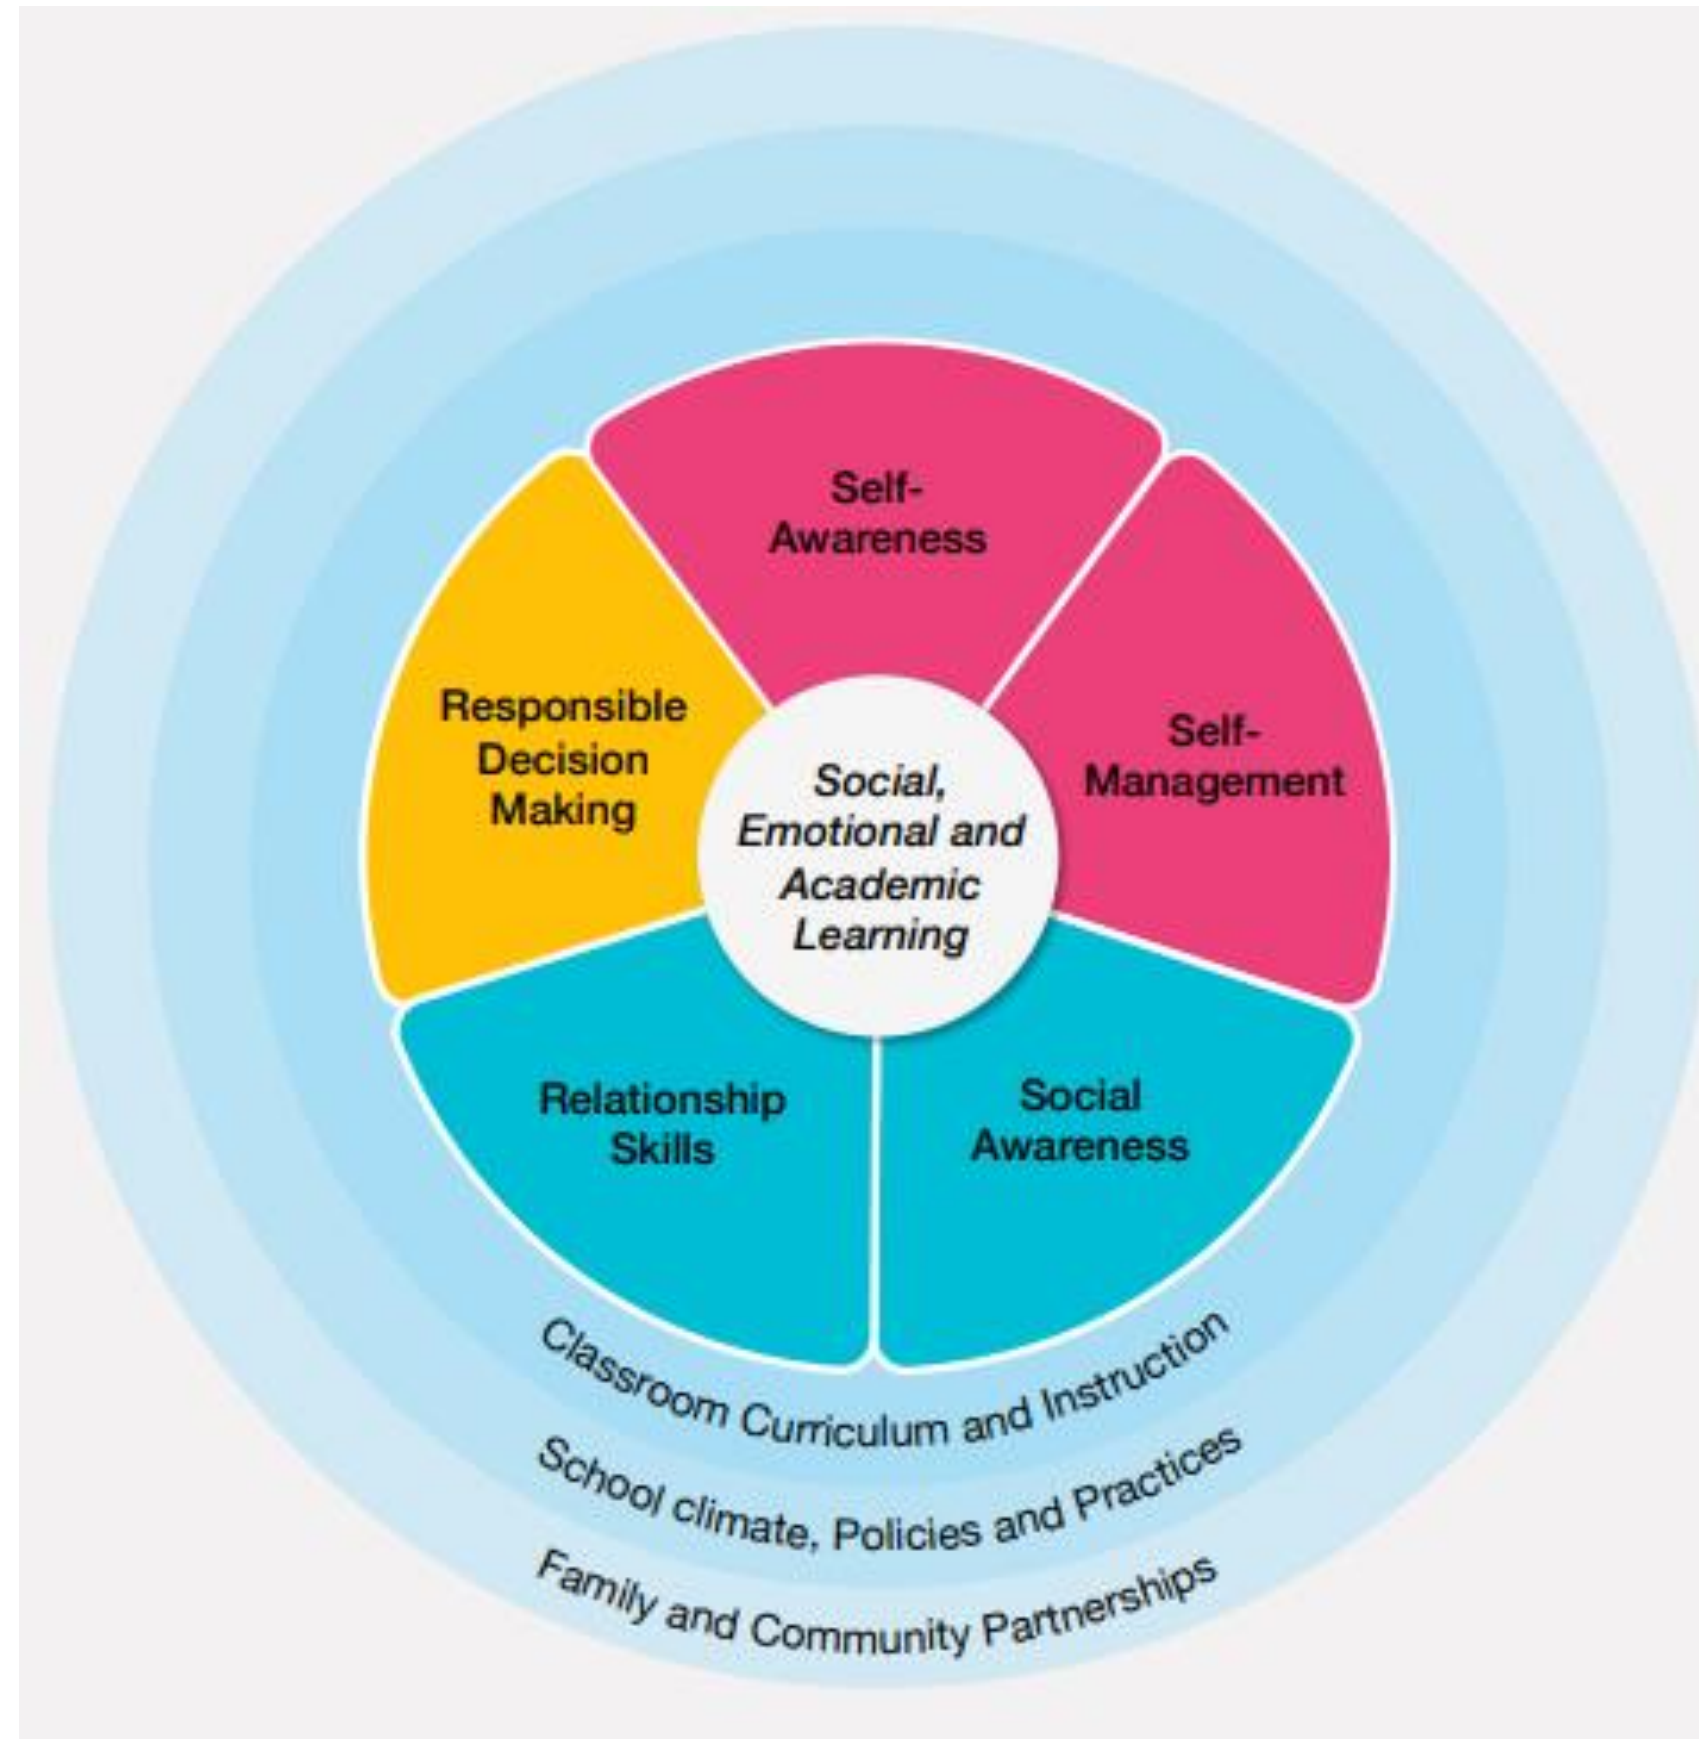 Self-
Awareness
Self-
Management
Responsible
Decision
Making
Social,
Emotional and
Academic
Learning
Relationship
Skills
Social
Awareness
Classroom Curriculum and Instruction
School climate, Policies and Practices
Family and Community Partnerships